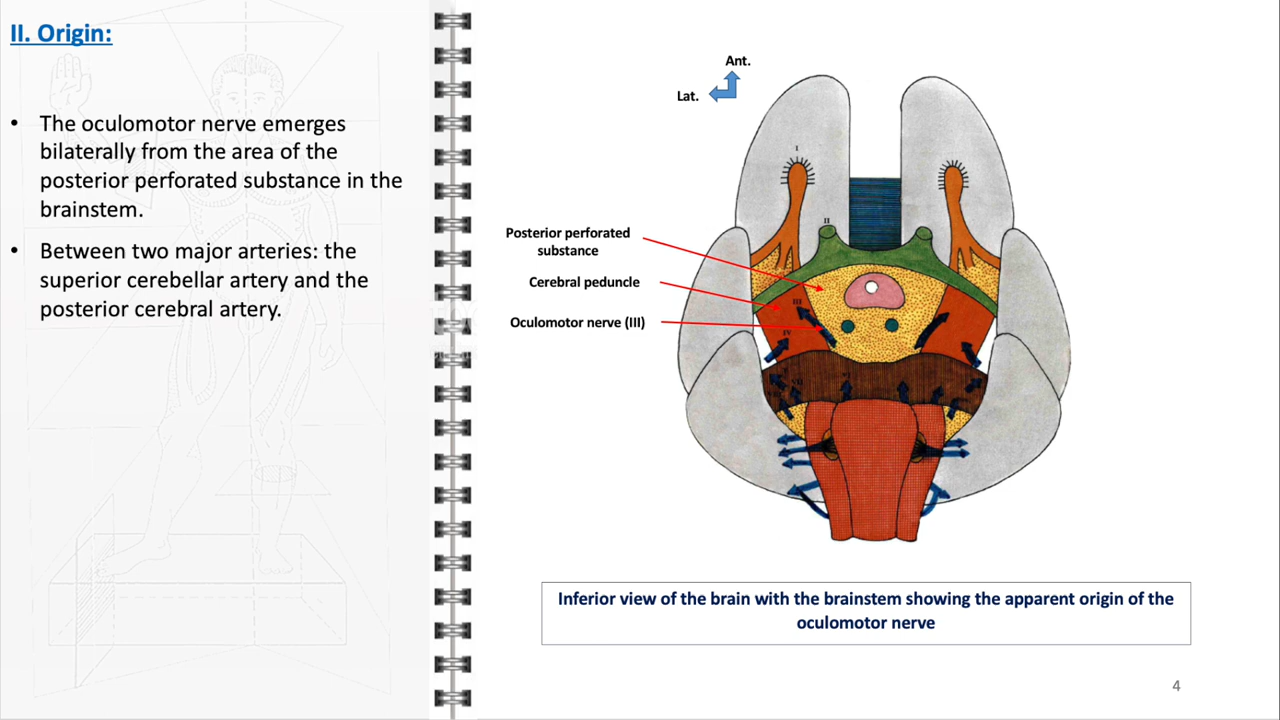 II. Origin:
• The oculomotor nerve emerges
bilaterally from the area of the
posterior perforated substance in the
brainstem.
• Between two major arteries: the
superior cerebellar artery and the
posterior cerebral artery.
Ant.
Lat.
I
II
Posterior perforated
substance
Cerebral peduncle
III
Oculomotor nerve (III)
IV
VI
VII
Inferior view of the brain with the brainstem showing the apparent origin of the
oculomotor nerve
4